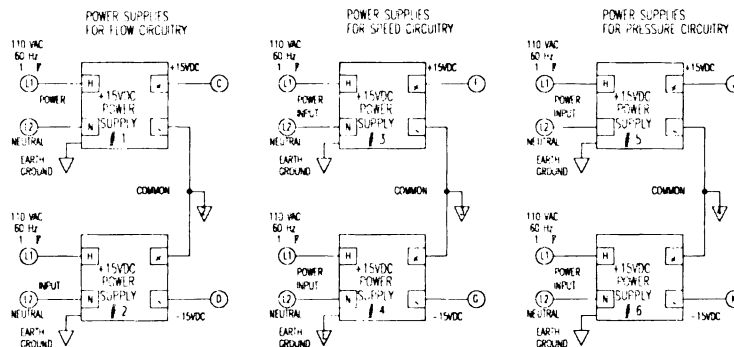 POWER SUPPLIES
FOR FLOW CIRCUITRY
110 VAC
60 Hz
1
+15VDC
L1
H
C
POWER
+15VDC
POWER
SUPPLY
# 1
L2
N
NEUTRAL
EARTH
GROUND
COMMON
2
110 VAC
60 Hz
1
L1
H
INPUT
+15VDC
POWER
SUPPLY
# 2
L2
N
D
NEUTRAL
-15VDC
EARTH
GROUND
POWER SUPPLIES
FOR SPEED CIRCUITRY
110 VAC
60 Hz
1
+15VDC
L1
H
POWER
INPUT
+15VDC
POWER
SUPPLY
# 3
L2
N
NEUTRAL
EARTH
GROUND
COMMON
3
110 VAC
60 Hz
1
L1
H
POWER
INPUT
+15VDC
POWER
SUPPLY
# 4
L2
N
G
NEUTRAL
-15VDC
EARTH
GROUND
POWER SUPPLIES
FOR PRESSURE CIRCUITRY
110 VAC
60 Hz
1
+15VDC
L1
H
POWER
INPUT
+15VDC
POWER
SUPPLY
# 5
L2
NEUTRAL
EARTH
GROUND
COMMON
4
110 VAC
60 Hz
1
L1
H
POWER
INPUT
+15VDC
POWER
SUPPLY
# 6
L2
N
NEUTRAL
-15VDC
EARTH
GROUND